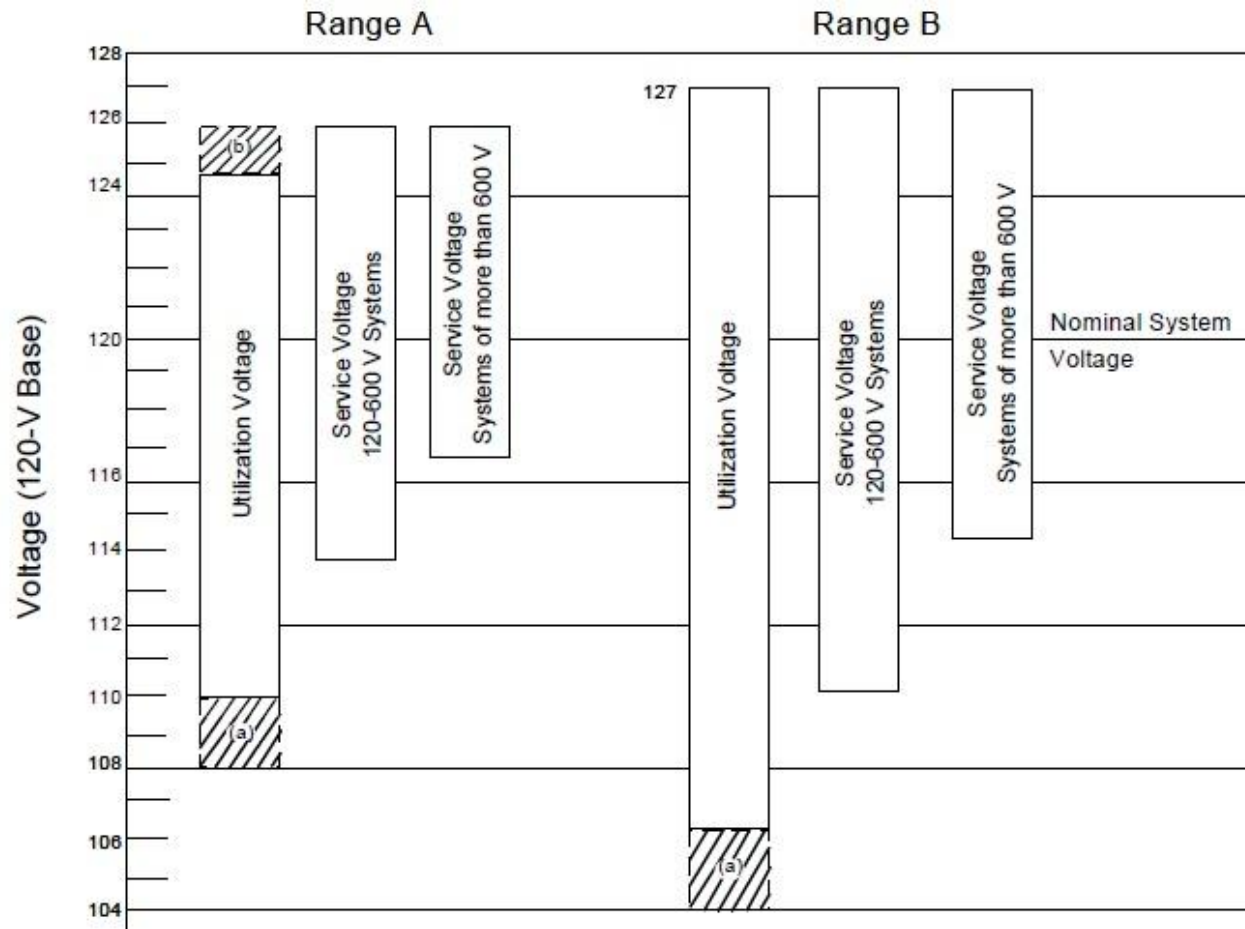 Range A
Range B
128
126
124
120
116
114
112
110
108
106
104
Voltage (120-V Base)
(b)
Utilization Voltage
(a)
Service Voltage
120-600 V Systems
Service Voltage
Systems of more than 600 V
127
Utilization Voltage
(a)
Service Voltage
120-600 V Systems
Service Voltage
Systems of more than 600 V
Nominal System
Voltage